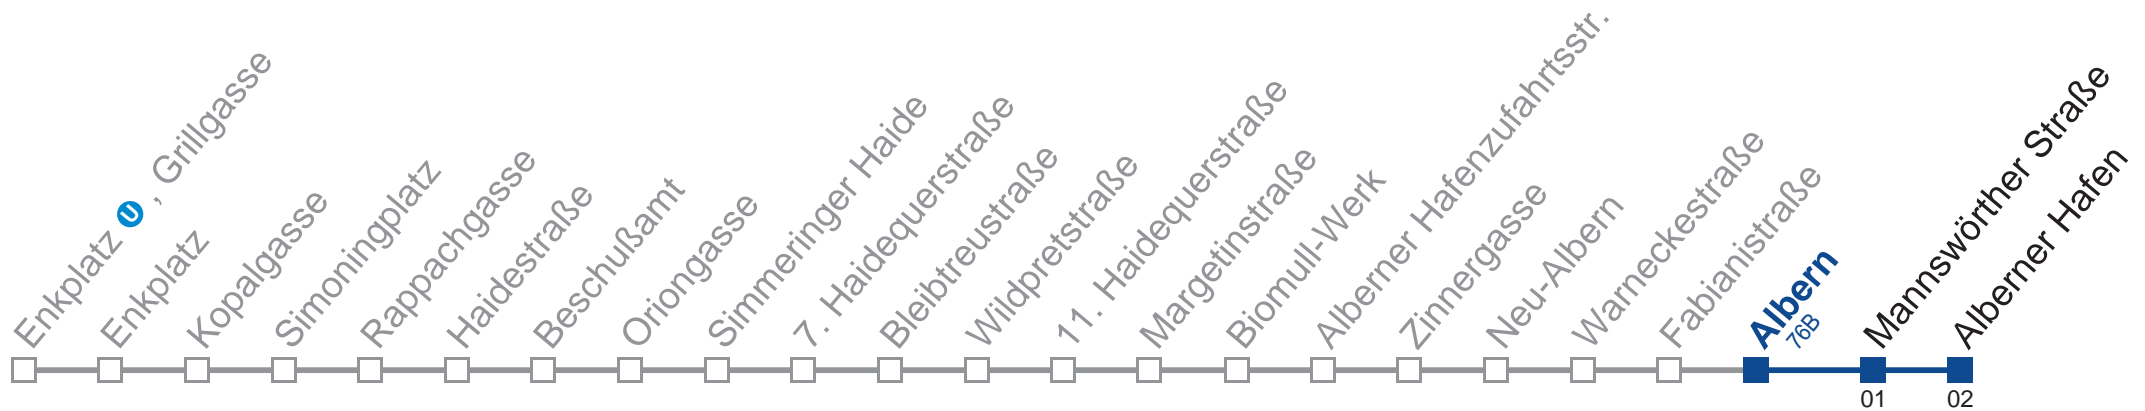 Enkplatz U, Grillgasse
Enkplatz
Kopalgasse
Simoningplatz
Rappachgasse
Haidestraße
Beschußamt
Oriongasse
Simmeringer Haide
7. Haidequerstraße
Bleibtreustraße
Wildpretstraße
11. Haidequerstraße
Margetinstraße
Biomull-Werk
Alberner Hafenzufahrtsstr.
Zinnergasse
Neu-Albern
Warneckestraße
Fabianistraße
Albern
76B
Mannswörther Straße
Alberner Hafen
01
02